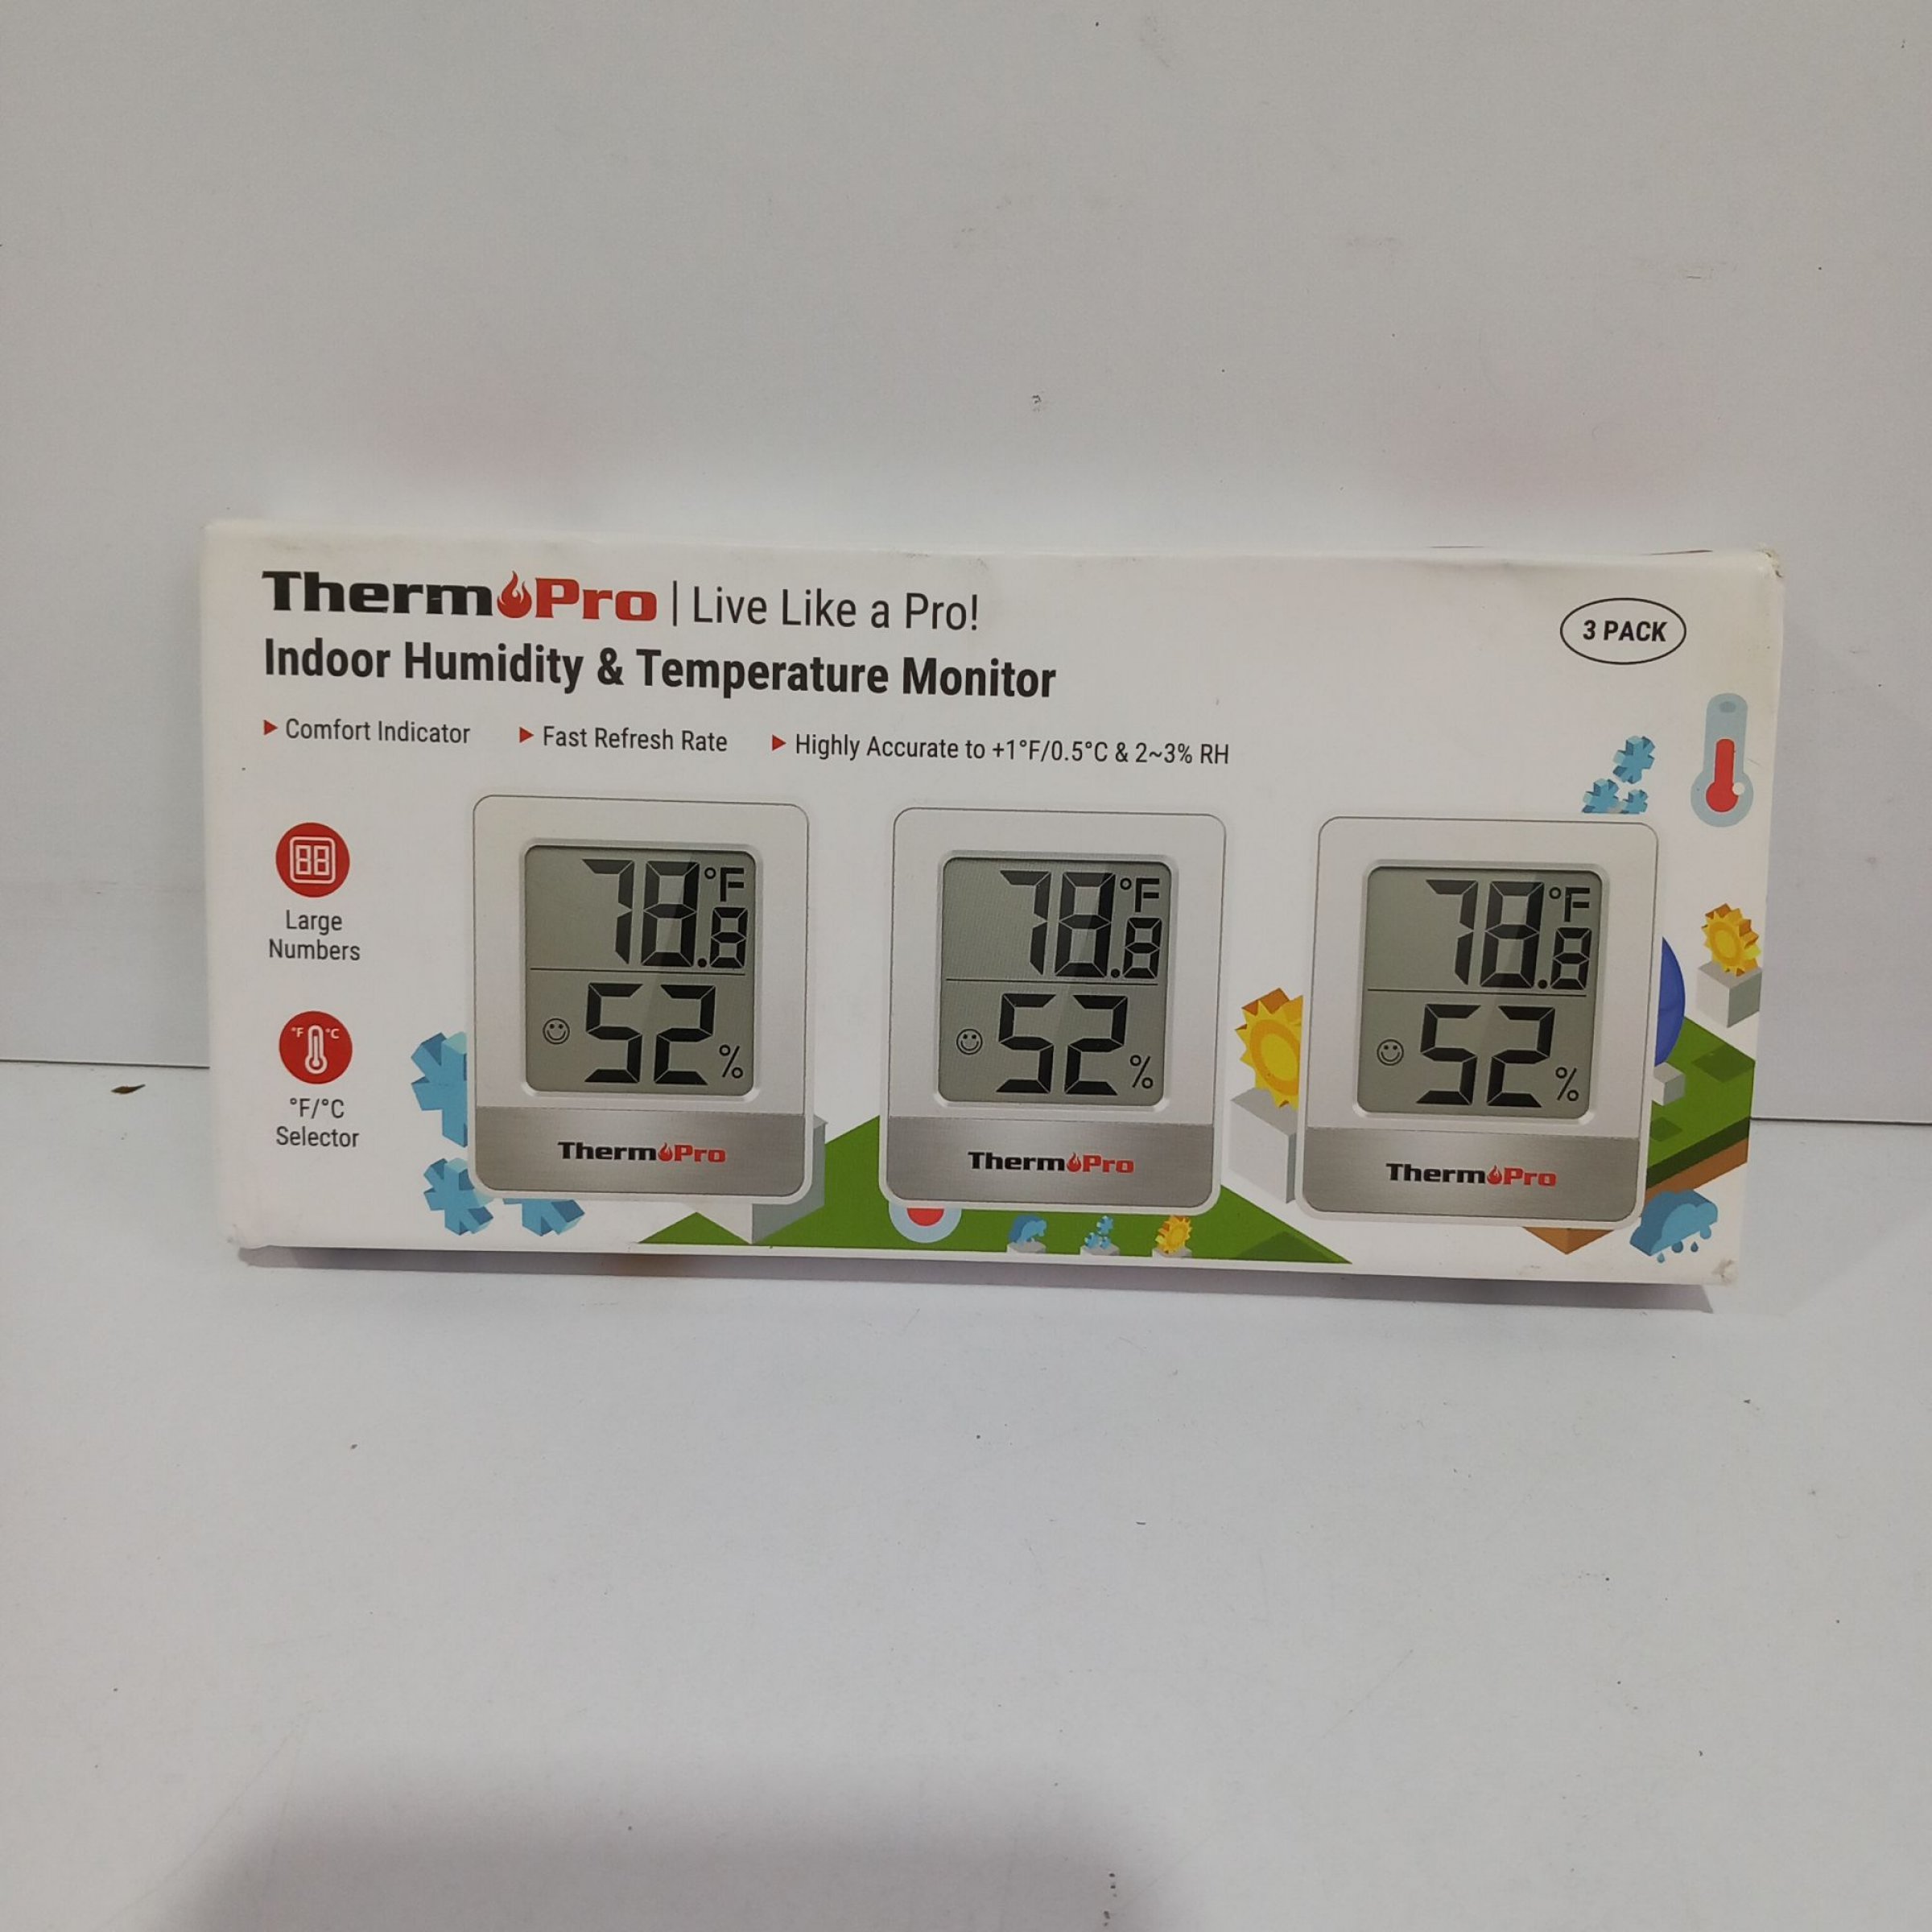 ThermoPro | Live Like a Pro!
3 PACK
Indoor Humidity & Temperature Monitor
▶ Comfort Indicator ▶ Fast Refresh Rate ▶ Highly Accurate to +1°F/0.5°C & 2~3% RH
88
Large
Numbers
°F °C
°F/°C
Selector
78.8 °F
52 %
ThermoPro
78.8 °F
52 %
ThermoPro
78.8 °F
52 %
ThermoPro